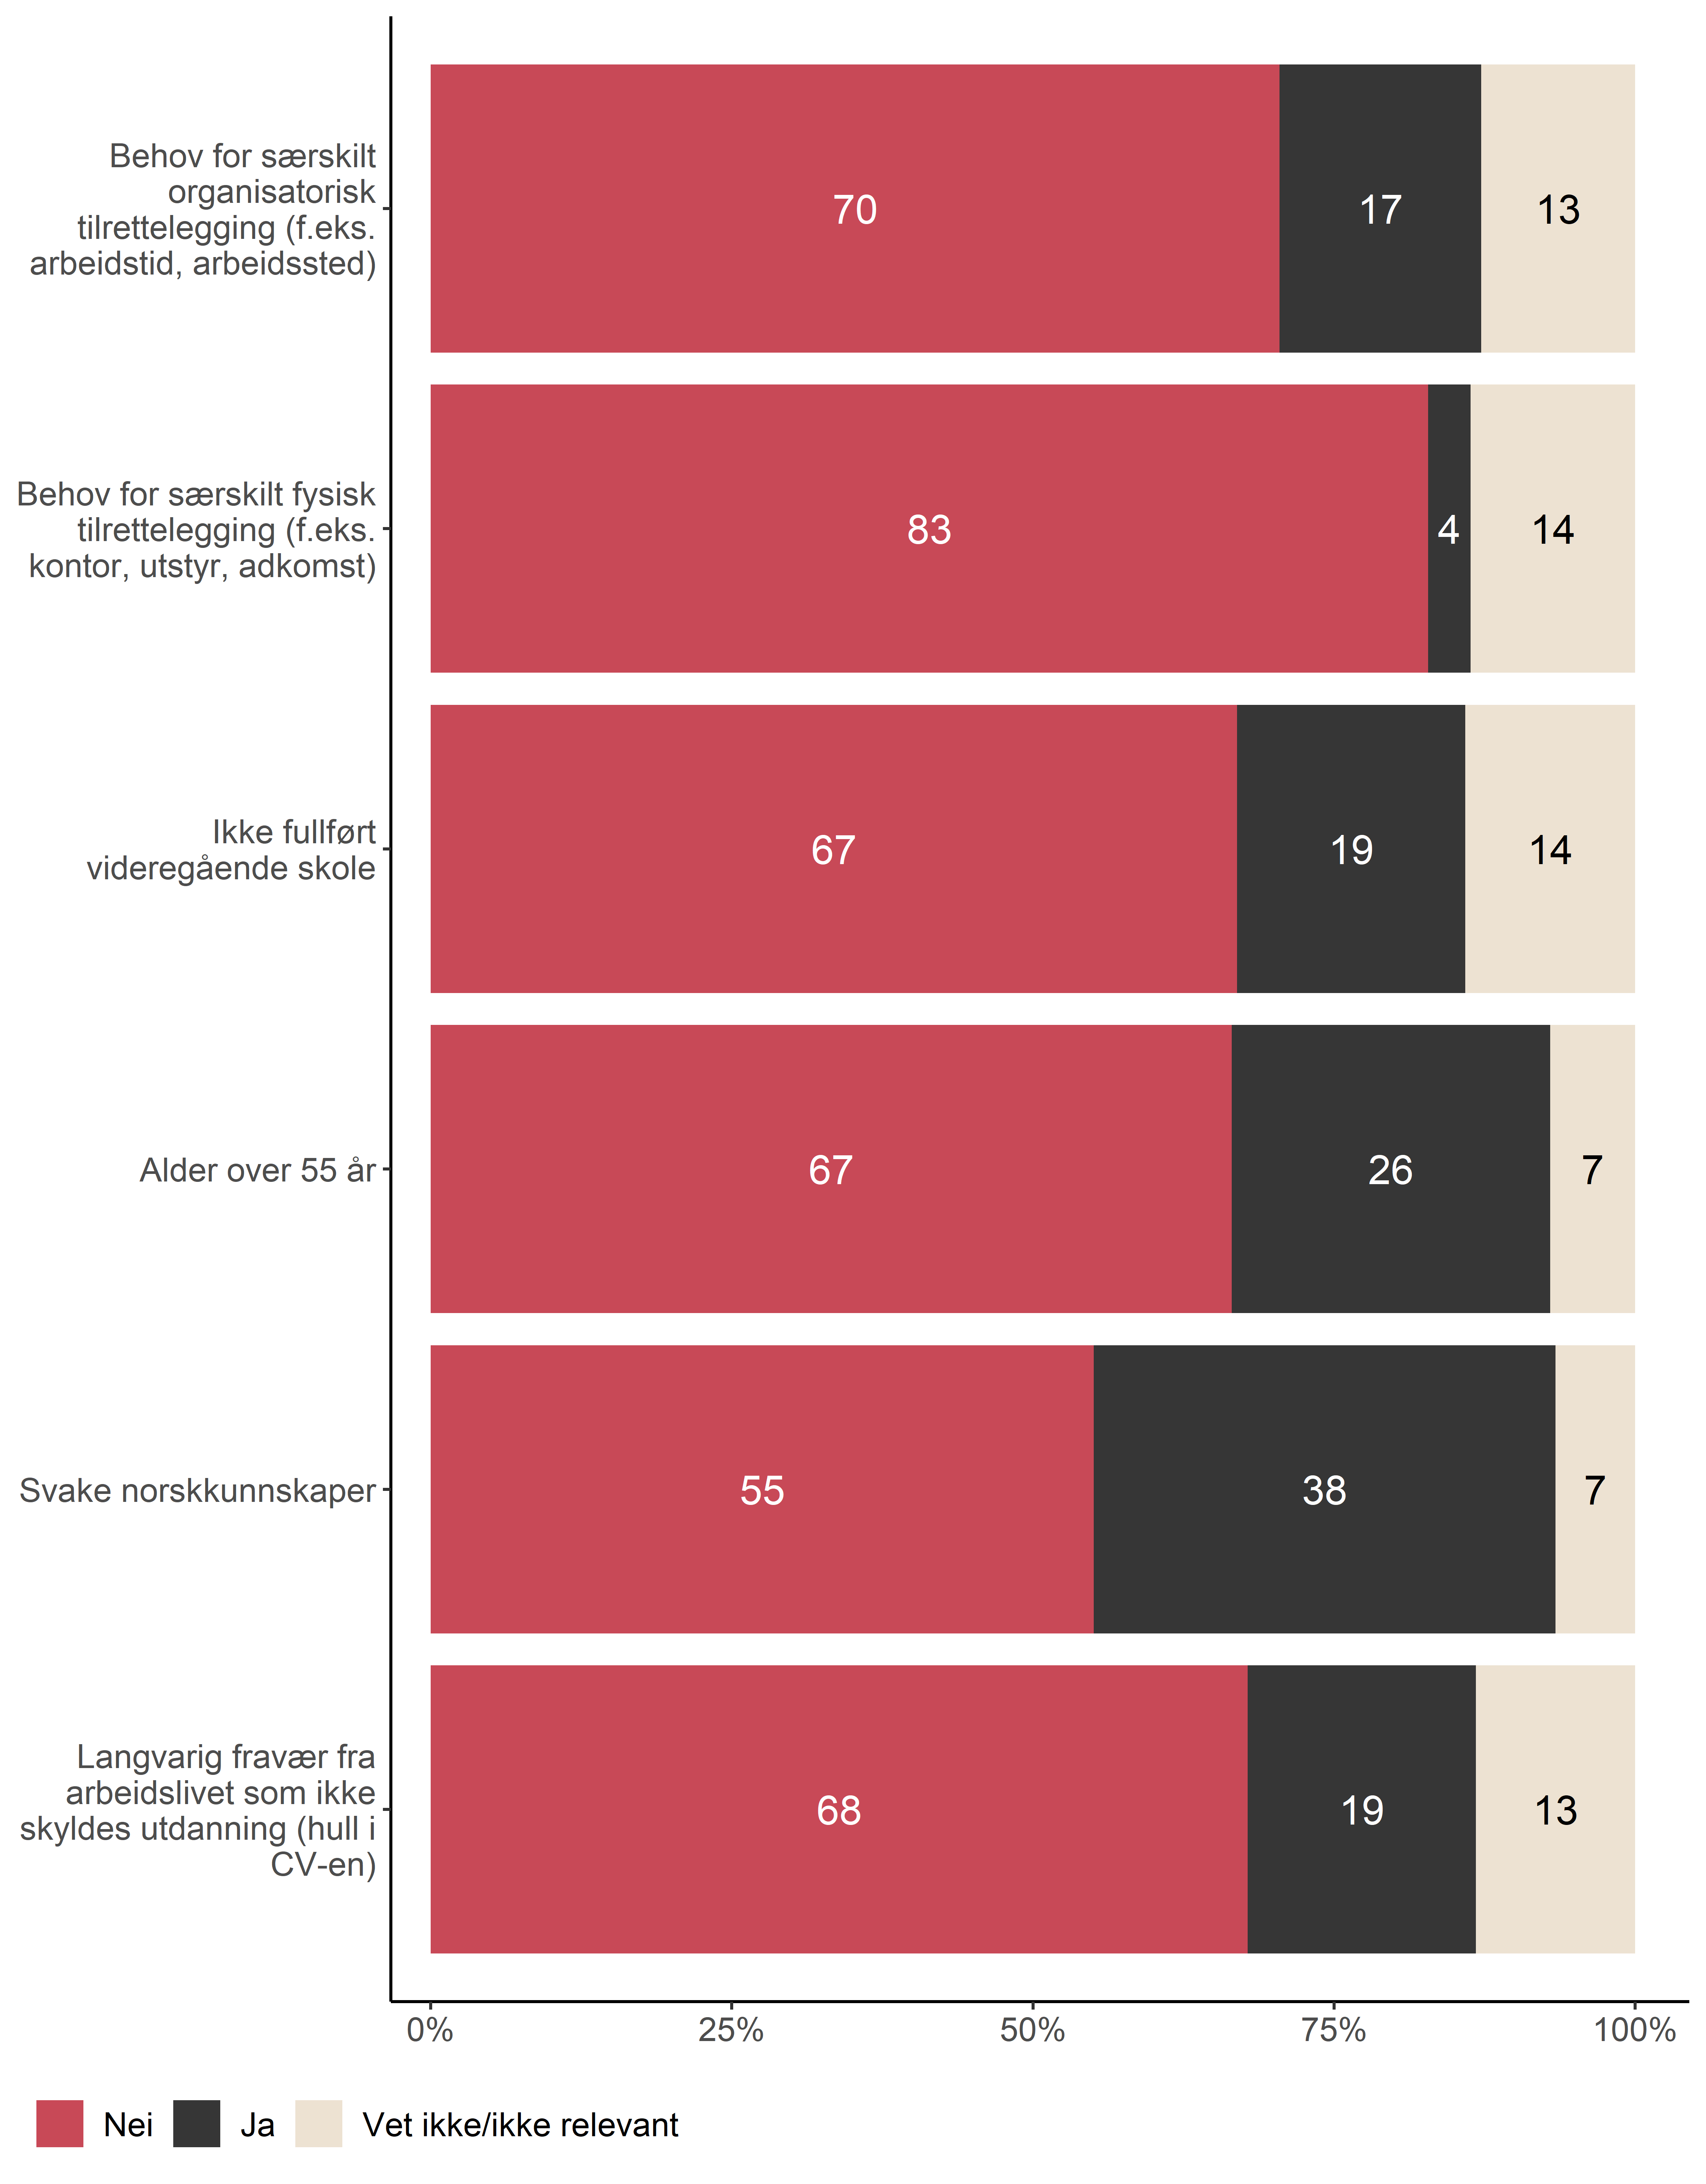 Behov for særskilt
organisatorisk
tilrettelegging (f.eks.
arbeidstid, arbeidssted)
70 17 13
Behov for særskilt fysisk
tilrettelegging (f.eks.
kontor, utstyr, adkomst)
83 4 14
Ikke fullført
videregående skole
67 19 14
Alder over 55 år
67 26 7
Svake norskkunnskaper
55 38 7
Langvarig fravær fra
arbeidslivet som ikke
skyldes utdanning (hull i
CV-en)
68 19 13
0% 25% 50% 75% 100%
Nei Ja Vet ikke/ikke relevant